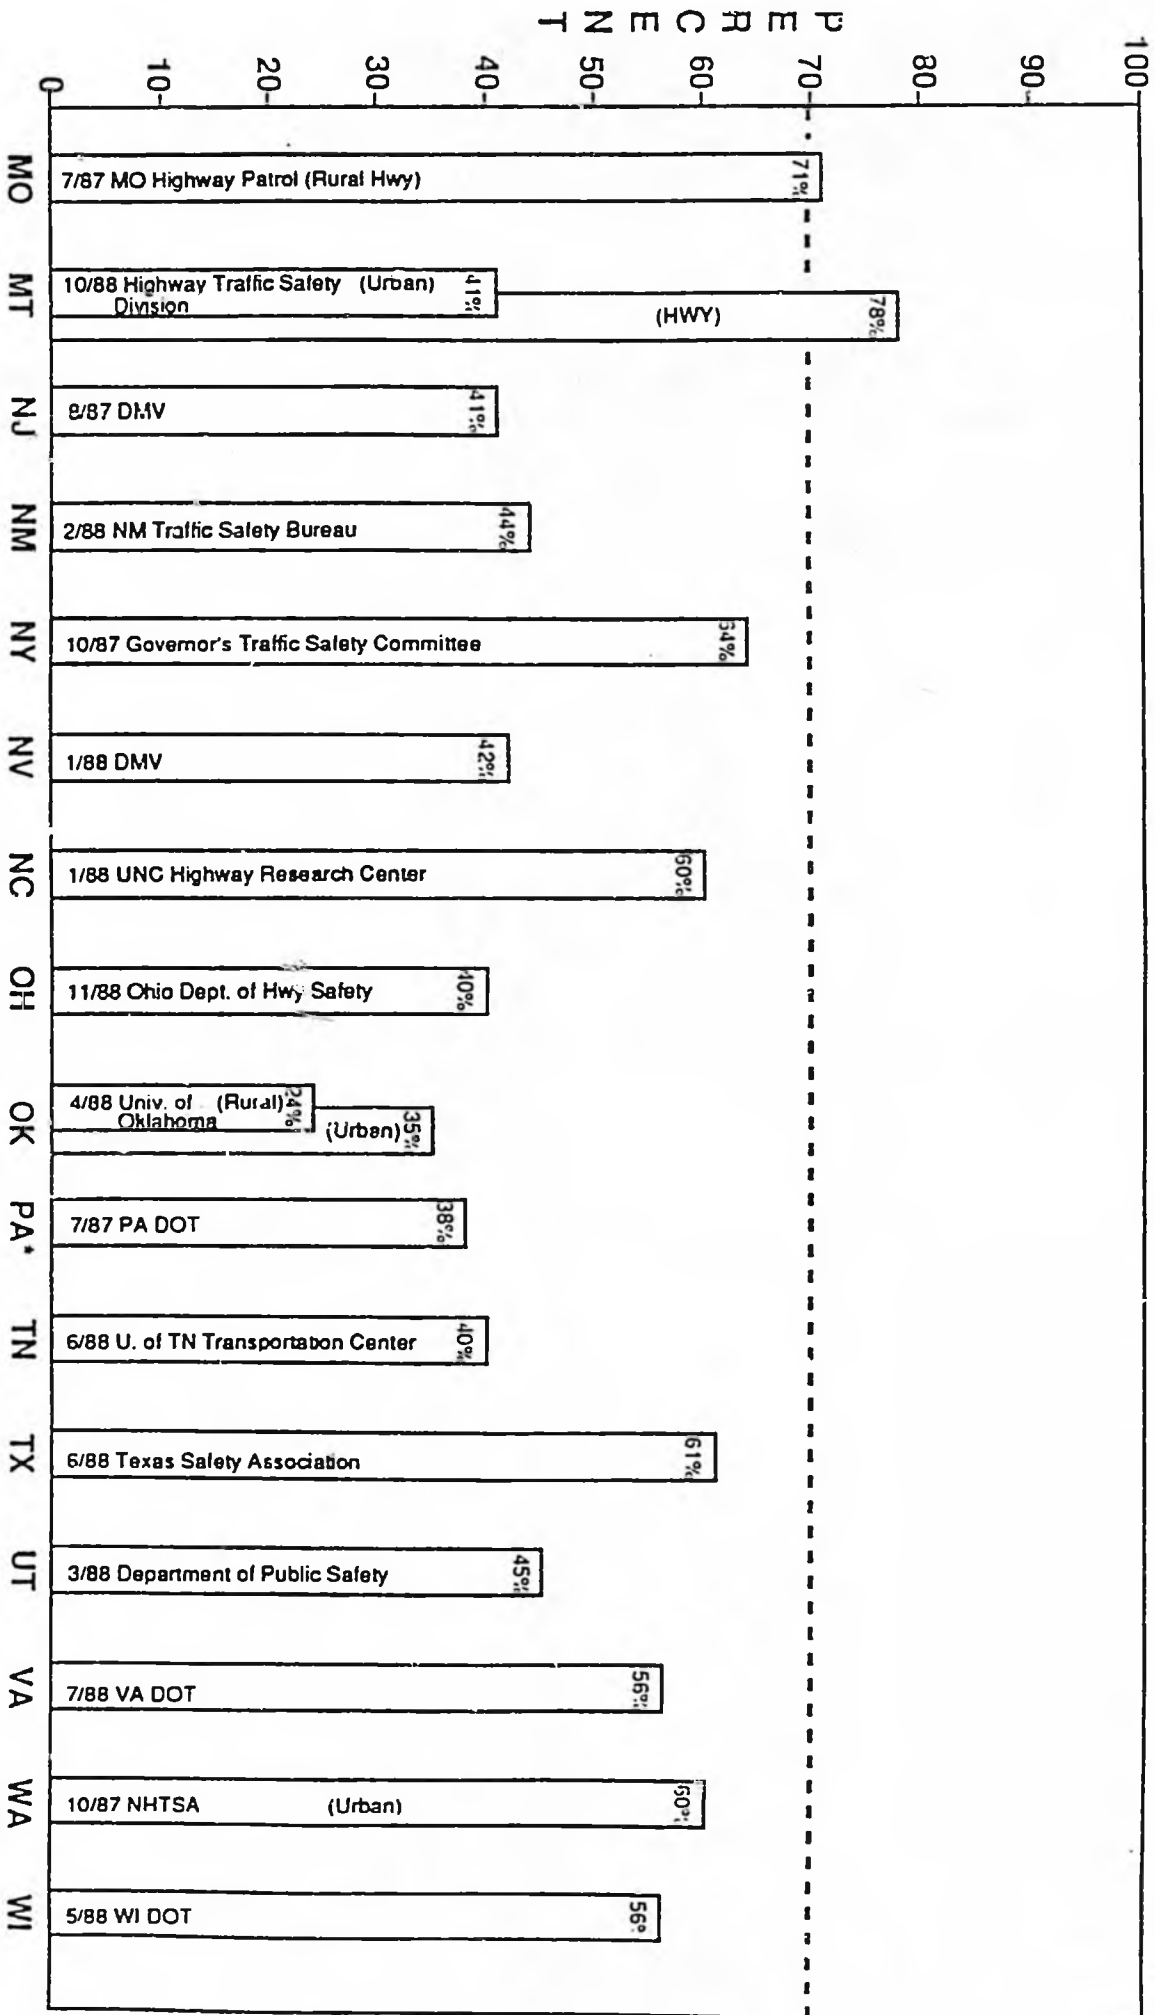 PERCENT
100
90
80
70
60
50
40
30
20
10
0
MO
7/87 MO Highway Patrol (Rural Hwy)
71%
MT
10/88 Highway Traffic Safety (Urban)
Division
41%
(HWY)
78%
NJ
8/87 DMV
41%
NM
2/88 NM Traffic Safety Bureau
44%
NY
10/87 Governor's Traffic Safety Committee
64%
NV
1/88 DMV
42%
NC
1/88 UNC Highway Research Center
60%
OH
11/88 Ohio Dept. of Hwy Safety
40%
OK
4/88 Univ. of (Rural)
Oklahoma
24%
(Urban)
35%
PA*
7/87 PA DOT
38%
TN
6/88 U. of TN Transportation Center
40%
TX
6/88 Texas Safety Association
61%
UT
3/88 Department of Public Safety
45%
VA
7/88 VA DOT
56%
WA
10/87 NHTSA (Urban)
60%
WI
5/88 WI DOT
56%